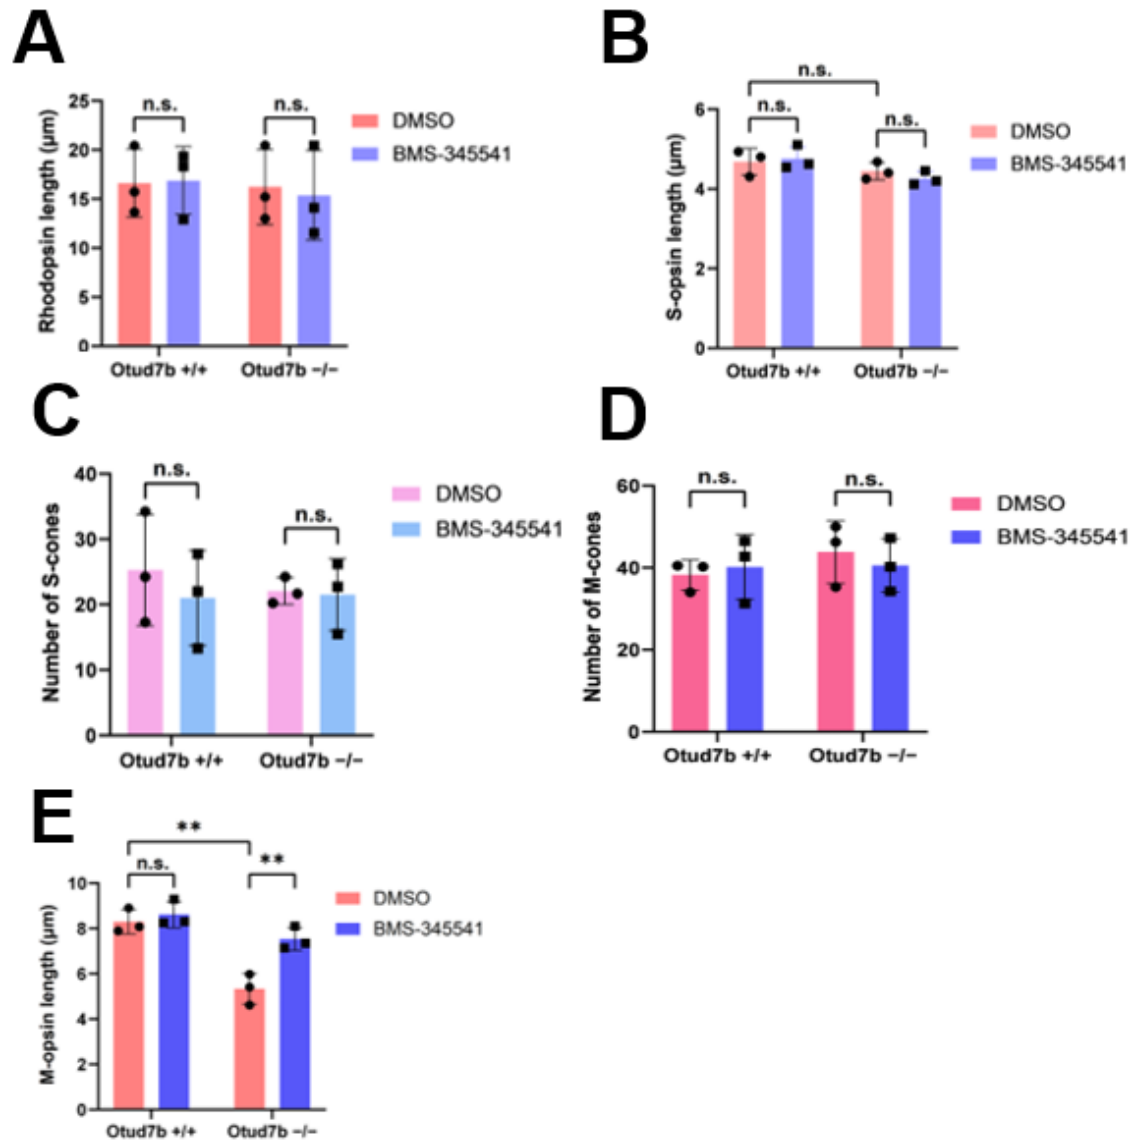 A
n.s.
n.s.
25
20
15
10
5
0
Rhodopsin length (µm)
Otud7b +/+
Otud7b −/−
DMSO
BMS-345541
B
n.s.
n.s.
n.s.
6
4
2
0
S-opsin length (µm)
Otud7b +/+
Otud7b −/−
DMSO
BMS-345541
C
n.s.
n.s.
40
30
20
10
0
Number of S-cones
Otud7b +/+
Otud7b −/−
DMSO
BMS-345541
D
n.s.
n.s.
60
40
20
0
Number of M-cones
Otud7b +/+
Otud7b −/−
DMSO
BMS-345541
E
**
n.s.
**
10
8
6
4
2
0
M-opsin length (µm)
Otud7b +/+
Otud7b −/−
DMSO
BMS-345541